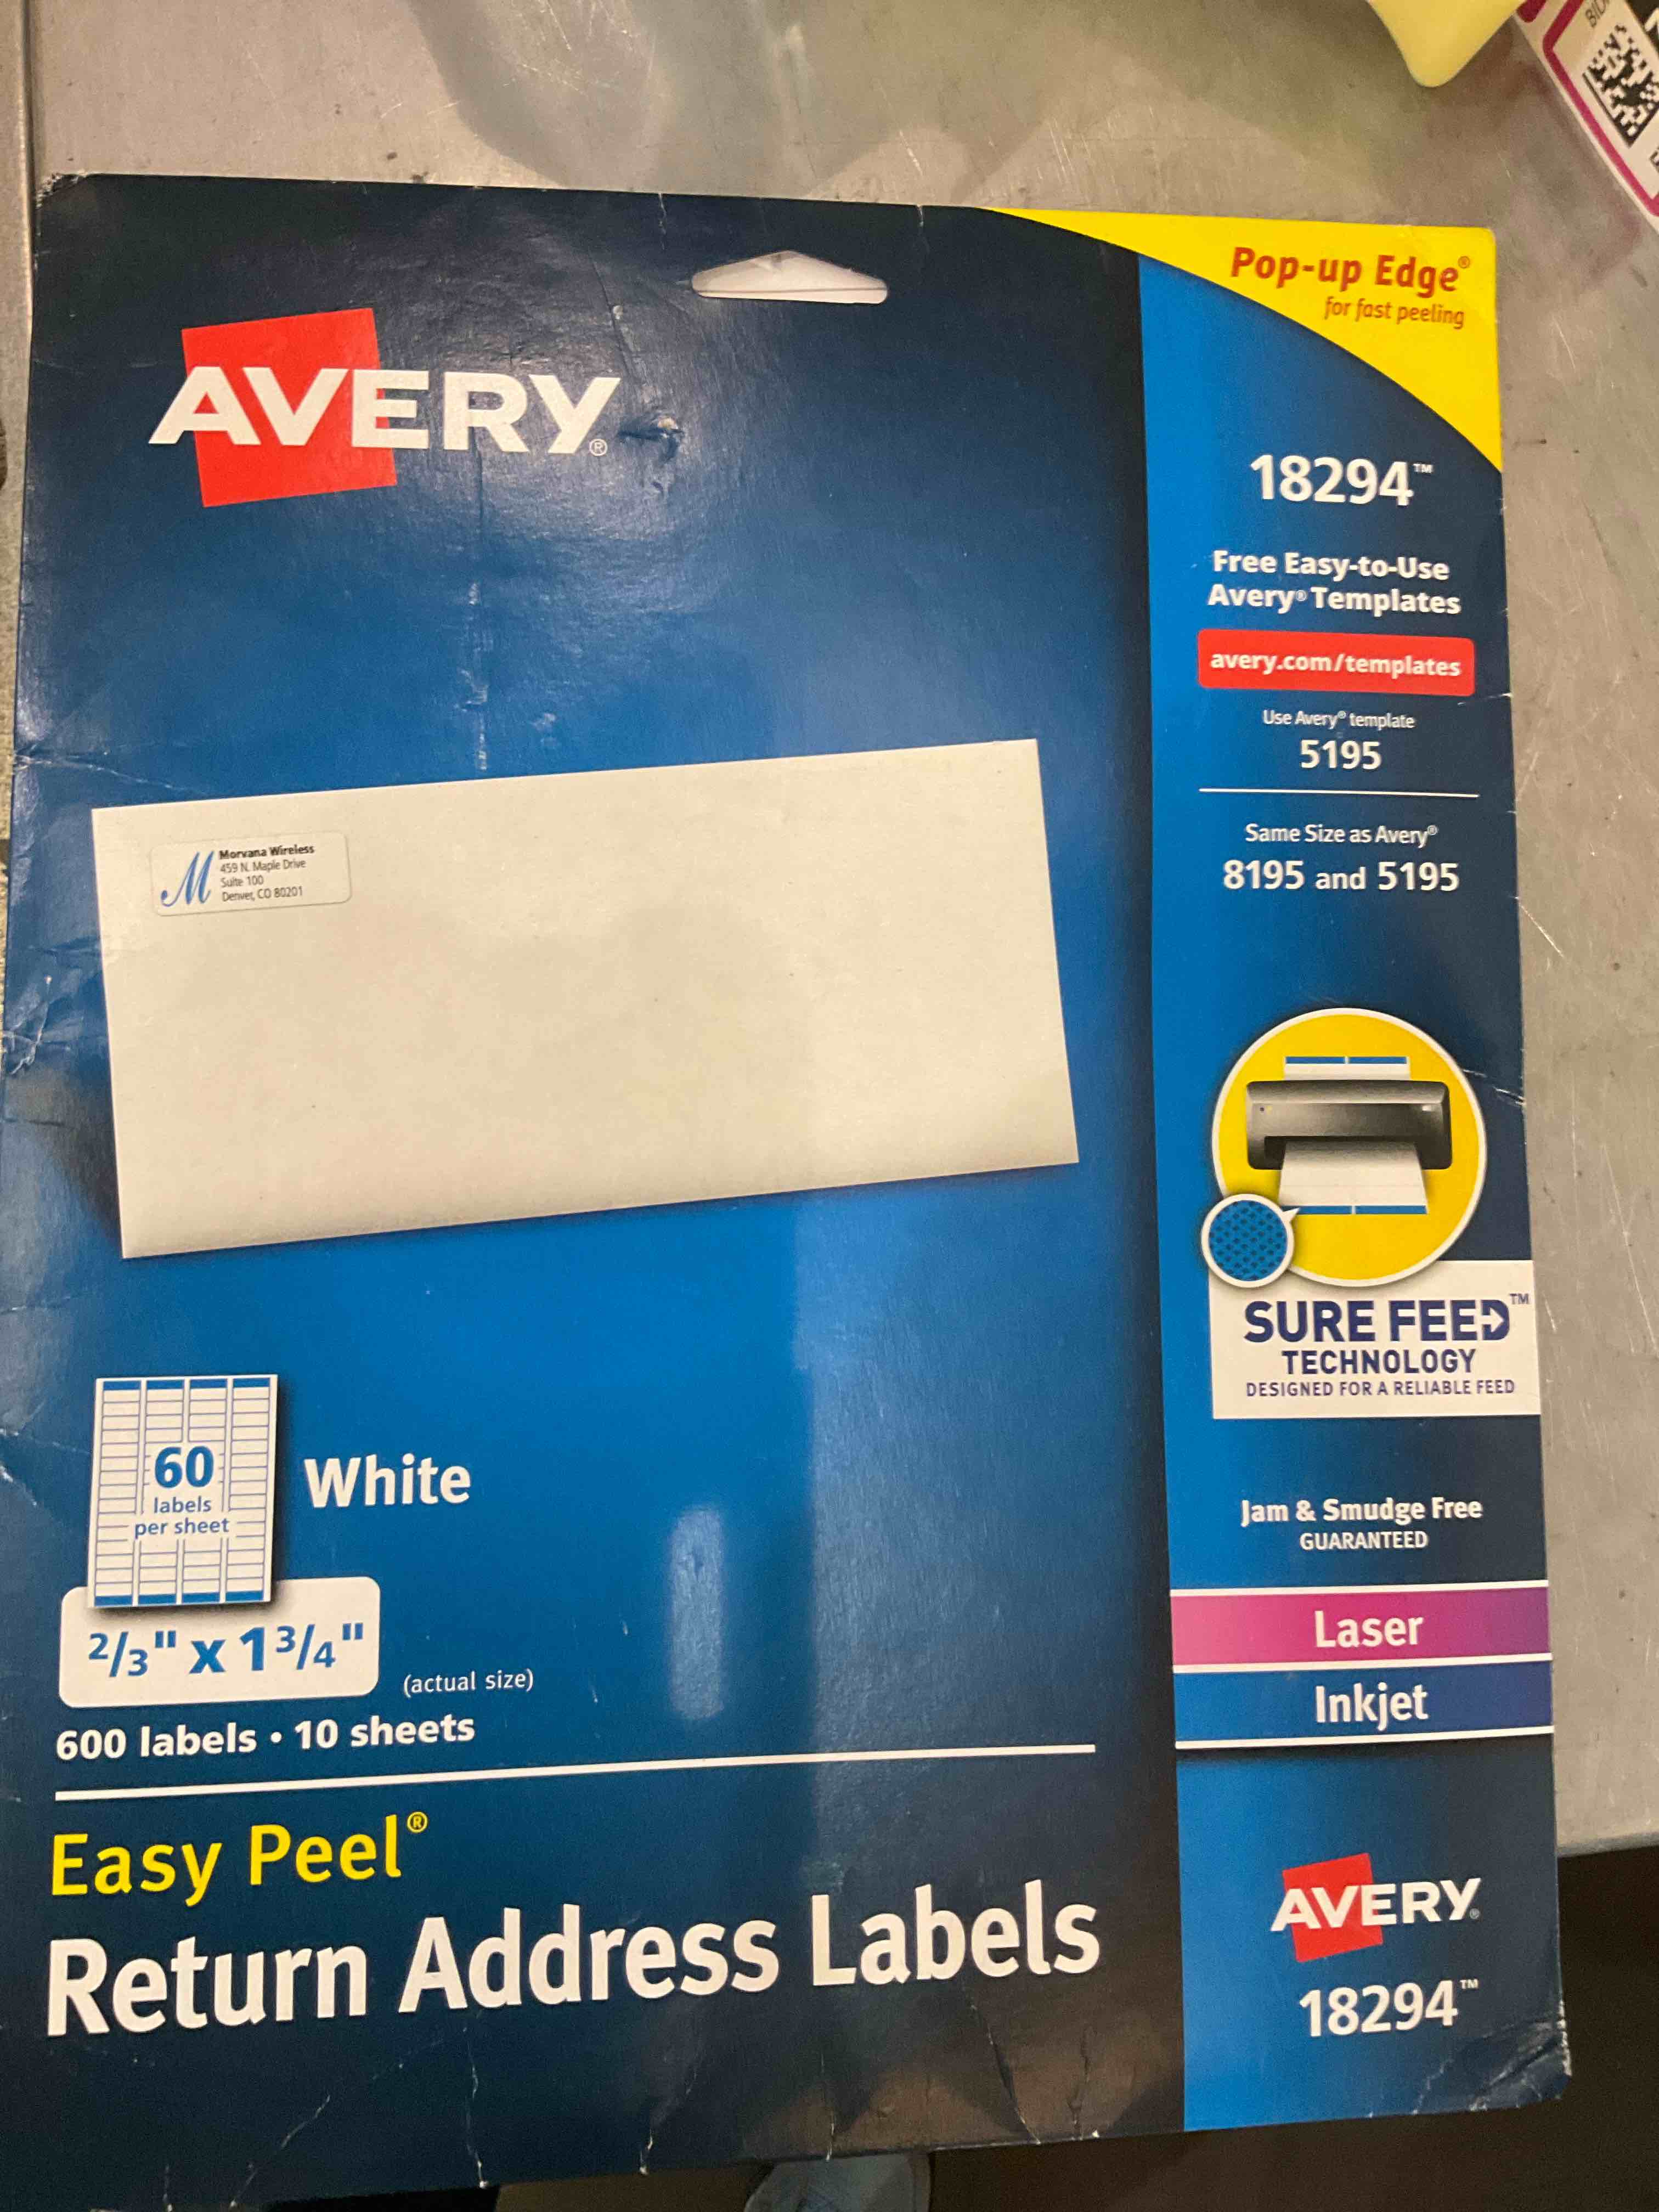 BIO
Pop-up Edge®
for fast peeling
AVERY®
18294™
Free Easy-to-Use
Avery® Templates
avery.com/templates
Use Avery® template
5195
Same Size as Avery®
8195 and 5195
M
Morvana Wireless
459 N. Maple Drive
Suite 100
Denver, CO 80201
SURE FEED™
TECHNOLOGY
DESIGNED FOR A RELIABLE FEED
60
labels
per sheet
White
2/3" x 1 3/4"
(actual size)
600 labels • 10 sheets
Jam & Smudge Free
GUARANTEED
Laser
Inkjet
Easy Peel®
Return Address Labels
AVERY®
18294™